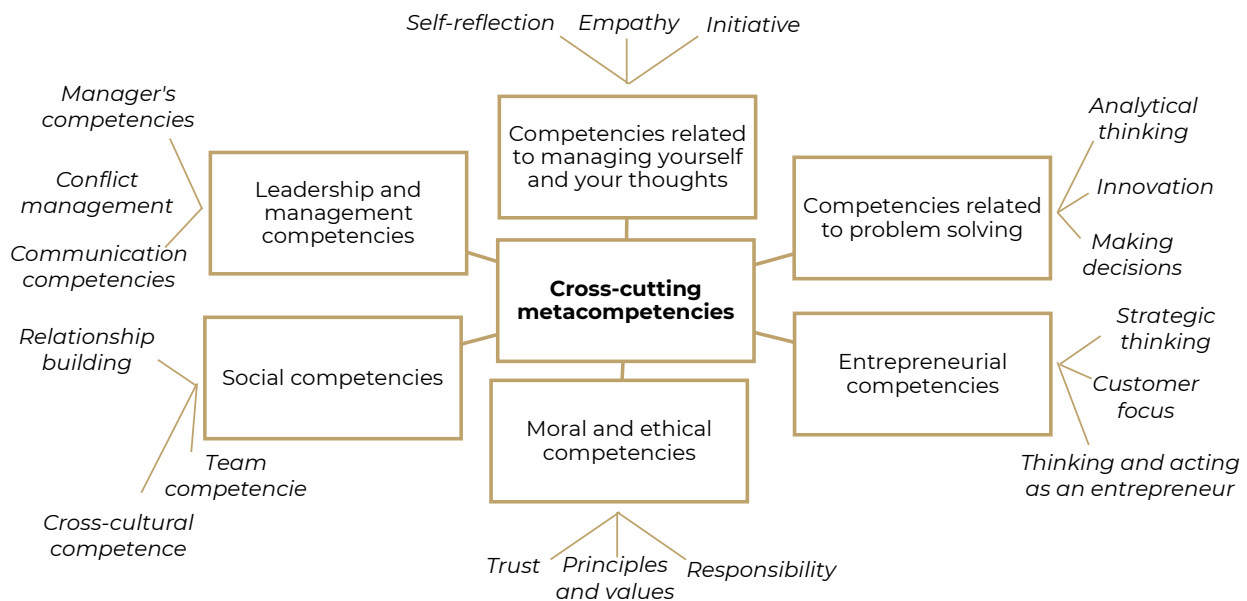 Self-reflection
Empathy
Initiative
Manager's
competencies
Conflict
management
Communication
competencies
Leadership and
management
competencies
Competencies related
to managing yourself
and your thoughts
Competencies related
to problem solving
Analytical
thinking
Innovation
Making
decisions
Cross-cutting
metacompetencies
Relationship
building
Social competencies
Team
competencie
Cross-cultural
competence
Moral and ethical
competencies
Entrepreneurial
competencies
Strategic
thinking
Customer
focus
Thinking and acting
as an entrepreneur
Trust
Principles
and values
Responsibility